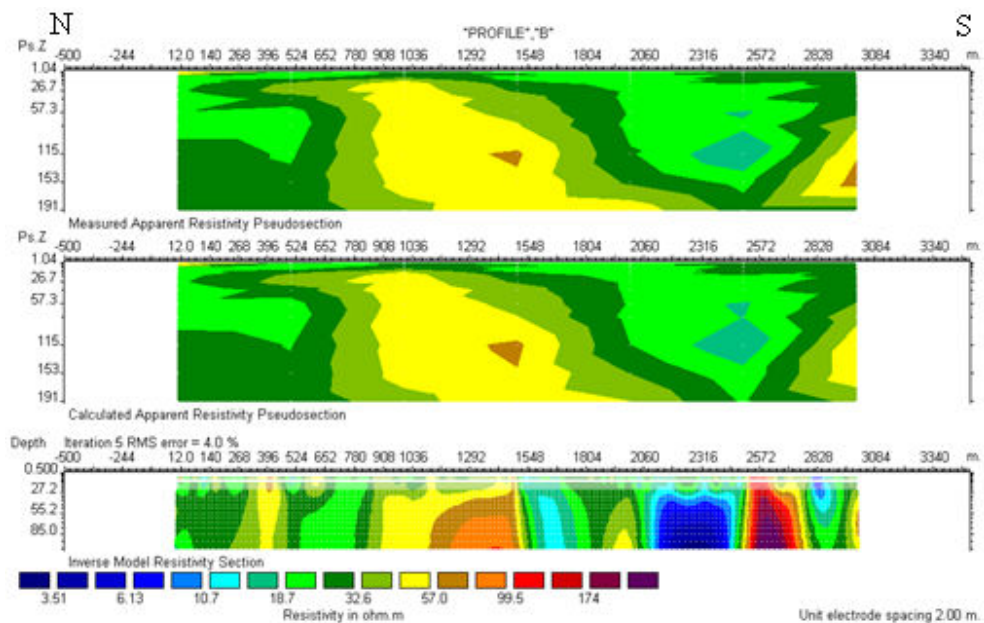 N S
"PROFILE","B"
Ps.Z -500 -244 12.0 140 268 396 524 652 780 908 1036 1292 1548 1804 2060 2316 2572 2828 3084 3340 m.
1.04
26.7
57.3
115
153
191
Measured Apparent Resistivity Pseudosection
Ps.Z -500 -244 12.0 140 268 396 524 652 780 908 1036 1292 1548 1804 2060 2316 2572 2828 3084 3340 m.
1.04
26.7
57.3
115
153
191
Calculated Apparent Resistivity Pseudosection
Depth Iteration 5 RMS error = 4.0 %
-500 -244 12.0 140 268 396 524 652 780 908 1036 1292 1548 1804 2060 2316 2572 2828 3084 3340 m.
0.500
27.2
55.2
85.0
Inverse Model Resistivity Section
3.51 6.13 10.7 18.7 32.6 57.0 99.5 174
Resistivity in ohm.m Unit electrode spacing 2.00 m.